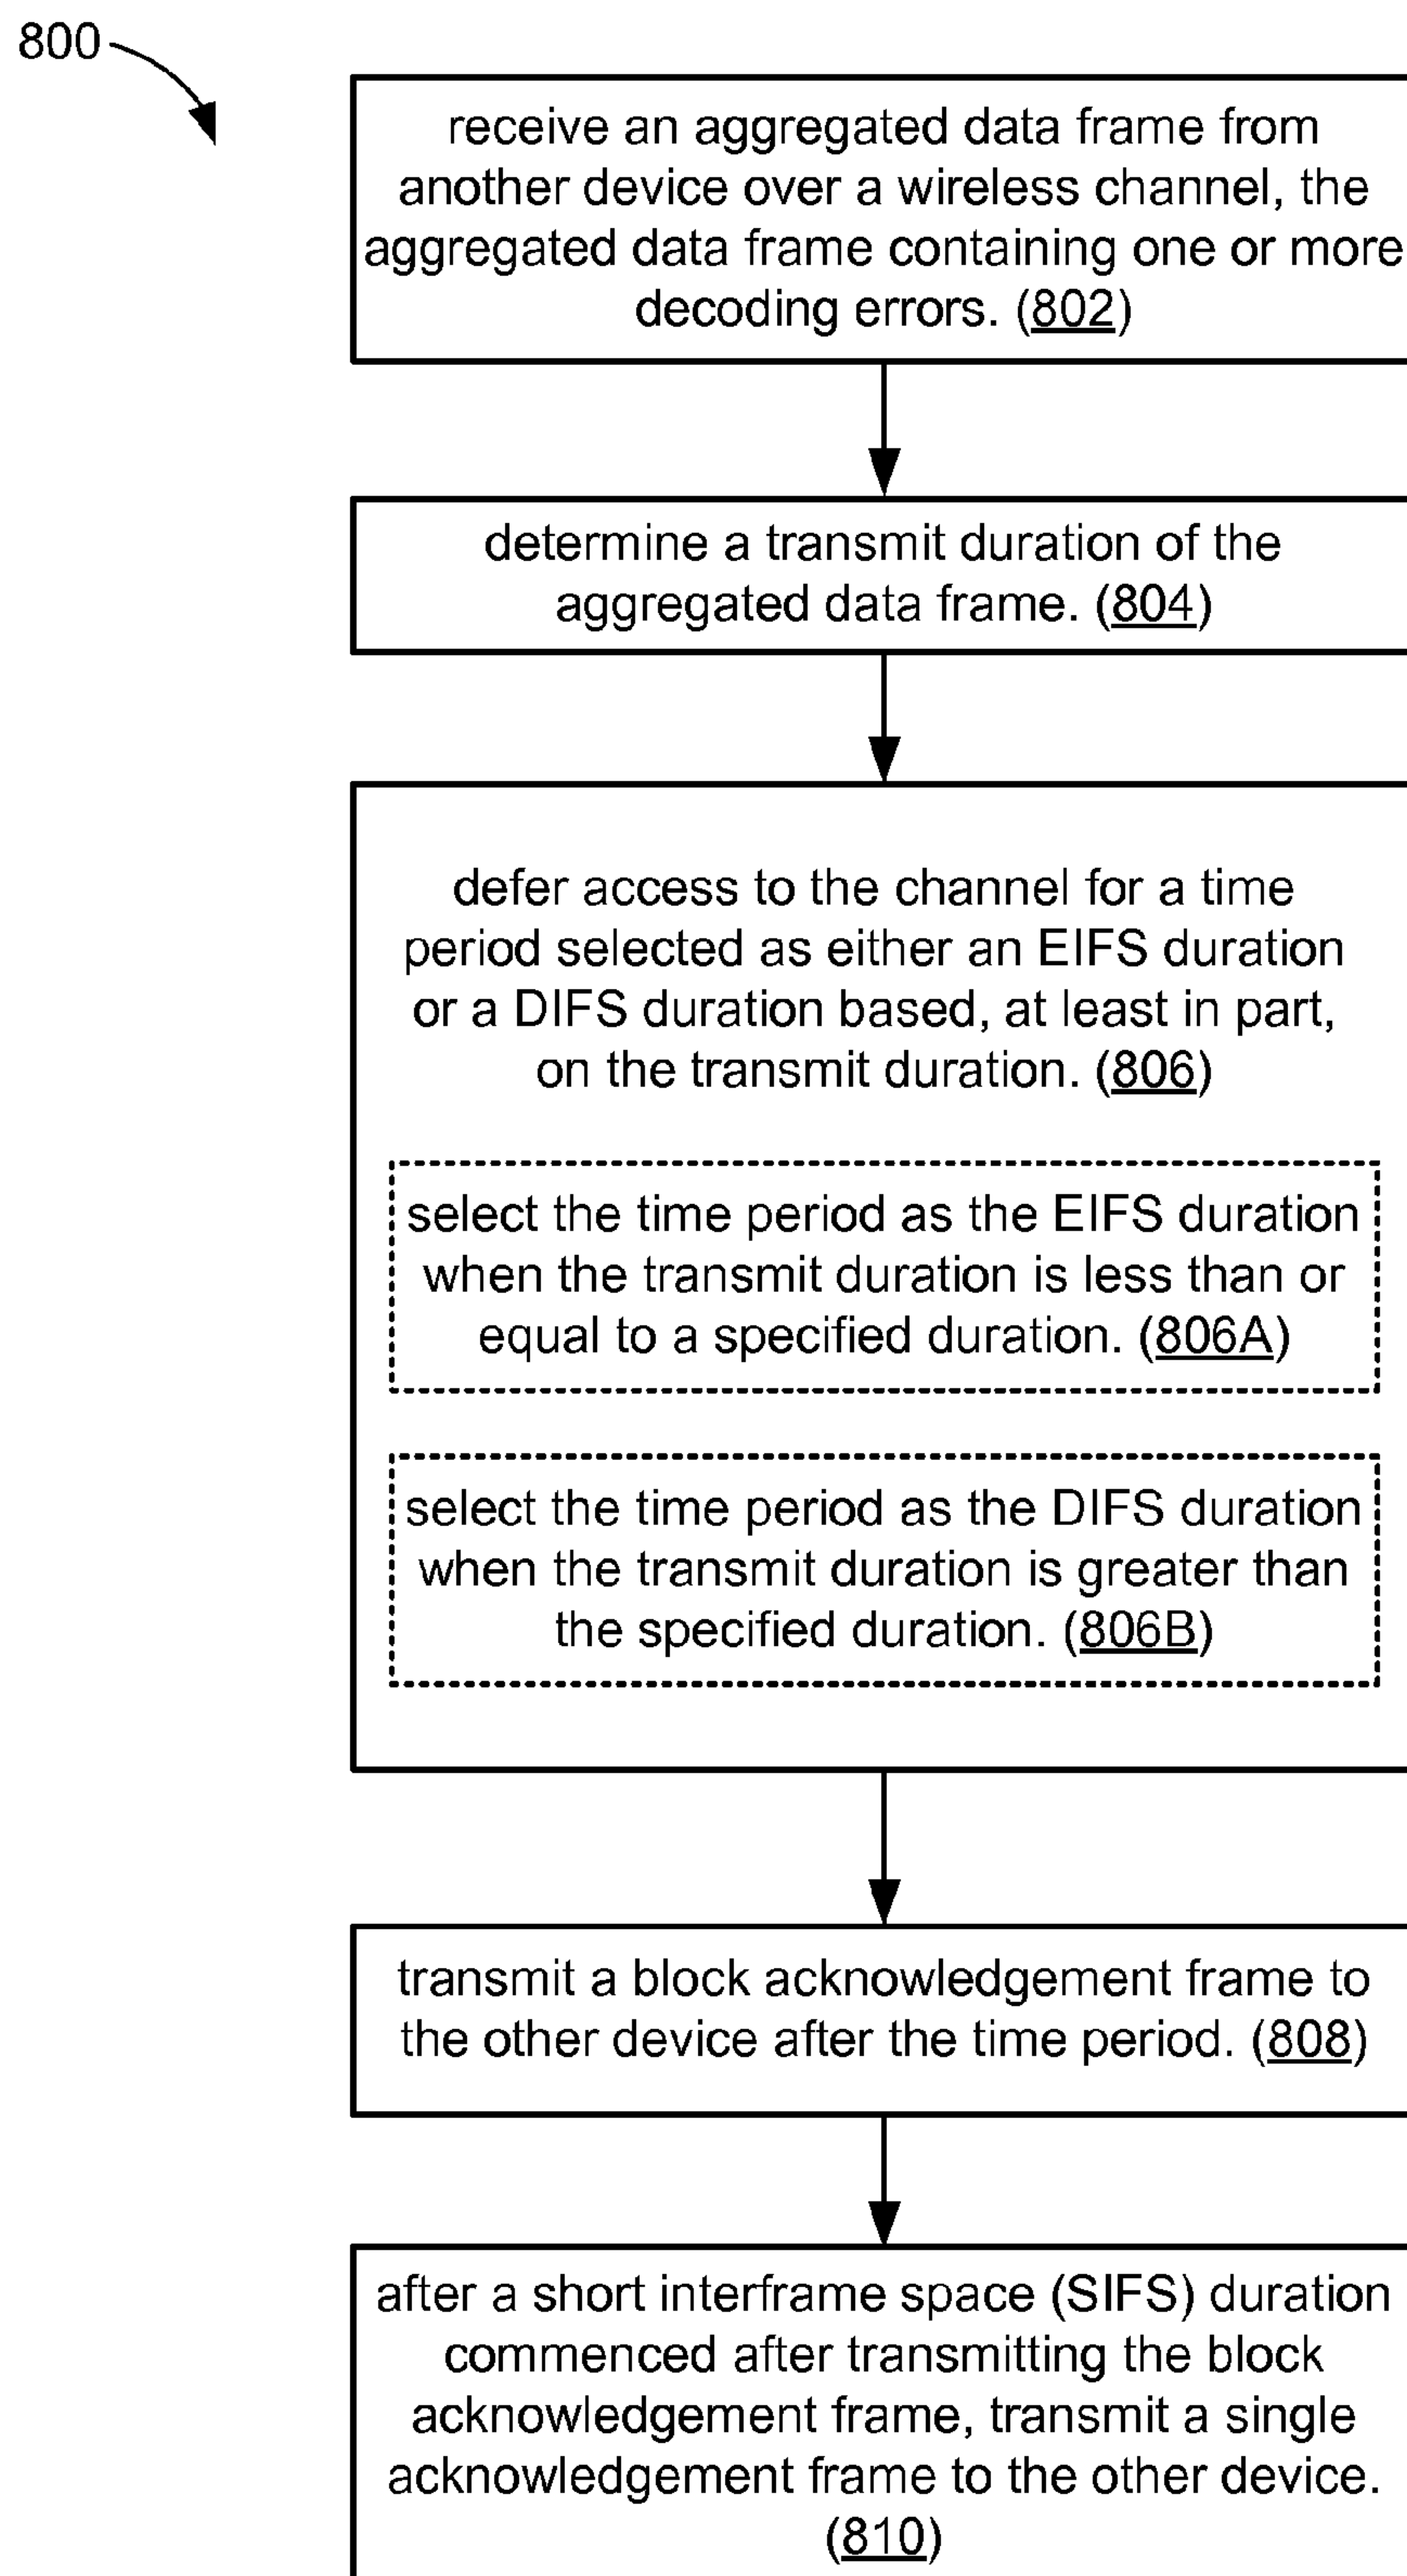 800
receive an aggregated data frame from
another device over a wireless channel, the
aggregated data frame containing one or more
decoding errors. (802)
determine a transmit duration of the
aggregated data frame. (804)
defer access to the channel for a time
period selected as either an EIFS duration
or a DIFS duration based, at least in part,
on the transmit duration. (806)
select the time period as the EIFS duration
when the transmit duration is less than or
equal to a specified duration. (806A)
select the time period as the DIFS duration
when the transmit duration is greater than
the specified duration. (806B)
transmit a block acknowledgement frame to
the other device after the time period. (808)
after a short interframe space (SIFS) duration
commenced after transmitting the block
acknowledgement frame, transmit a single
acknowledgement frame to the other device.
(810)